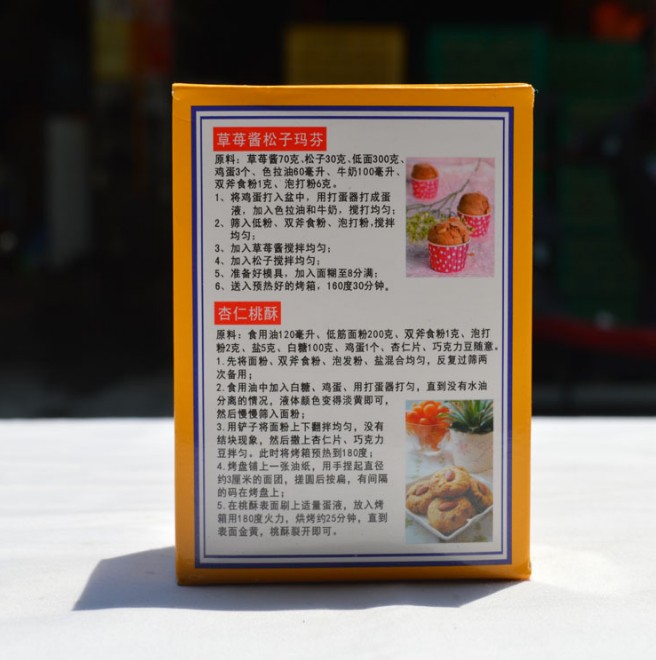 草莓酱松子玛芬
原料：草莓酱70克、松子30克、低面300克、
鸡蛋3个、色拉油60毫升、牛奶100毫升、
双斧食粉1克、泡打粉6克。
1、将鸡蛋打入盆中，用打蛋器打成蛋
液，加入色拉油和牛奶，搅打均匀；
2、筛入低粉、双斧食粉、泡打粉,搅拌
均匀；
3、加入草莓酱搅拌均匀；
4、加入松子搅拌均匀；
5、准备好模具，加入面糊至8分满；
6、送入预热好的烤箱，160度30分钟。
杏仁桃酥
原料：食用油120毫升、低筋面粉200克、双斧食粉1克、泡打
粉2克、盐5克、白糖100克、鸡蛋1个、杏仁片、巧克力豆随意。
1.先将面粉、双斧食粉、泡发粉、盐混合均匀，反复过筛两
次备用；
2.食用油中加入白糖、鸡蛋、用打蛋器打匀，直到没有水油
分离的情况，液体颜色变得淡黄即可，
然后慢慢筛入面粉；
3.用铲子将面粉上下翻拌均匀，没有
结块现象，然后撒上杏仁片、巧克力
豆拌匀。此时将烤箱预热到180度；
4.烤盘铺上一张油纸，用手捏起直径
约3厘米的面团，搓圆后按扁，有间隔
的码在烤盘上；
5.在桃酥表面刷上适量蛋液，放入烤
箱用180度火力，烘烤约25分钟，直到
表面金黄，桃酥裂开即可。